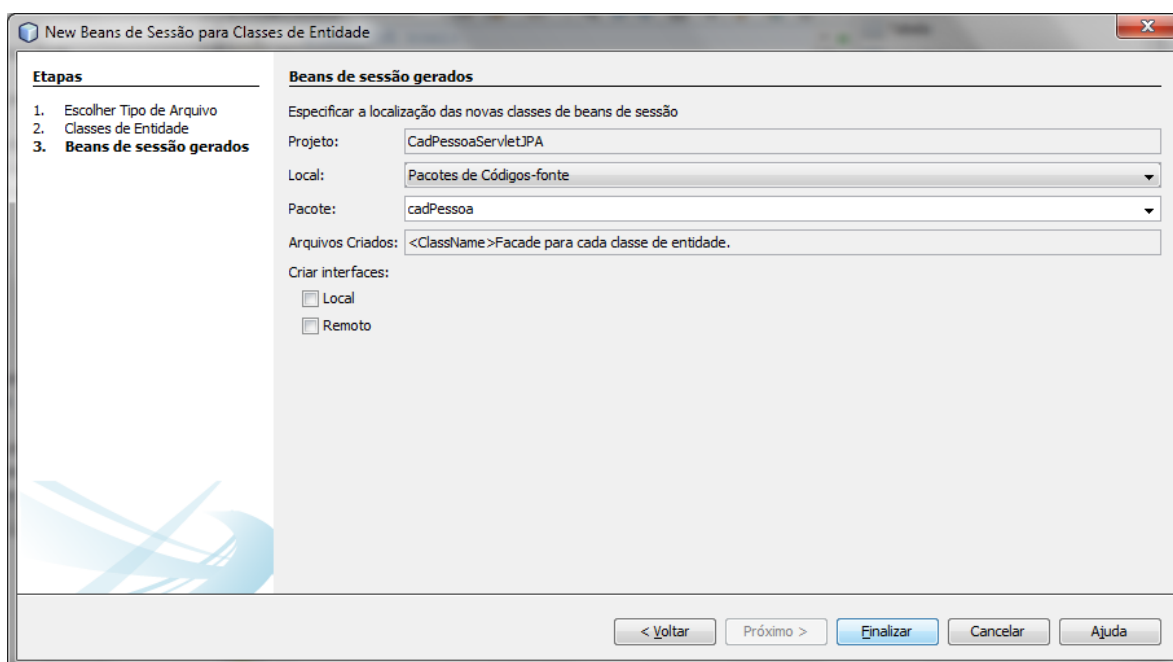 New Beans de Sessão para Classes de Entidade
Etapas
1. Escolher Tipo de Arquivo
2. Classes de Entidade
3. Beans de sessão gerados
Beans de sessão gerados
Especificar a localização das novas classes de beans de sessão
Projeto: CadPessoaServletJPA
Local: Pacotes de Códigos-fonte
Pacote: cadPessoa
Arquivos Criados: <ClassName>Facade para cada classe de entidade.
Criar interfaces:
Local
Remoto
< Voltar Próximo > Finalizar Cancelar Ajuda